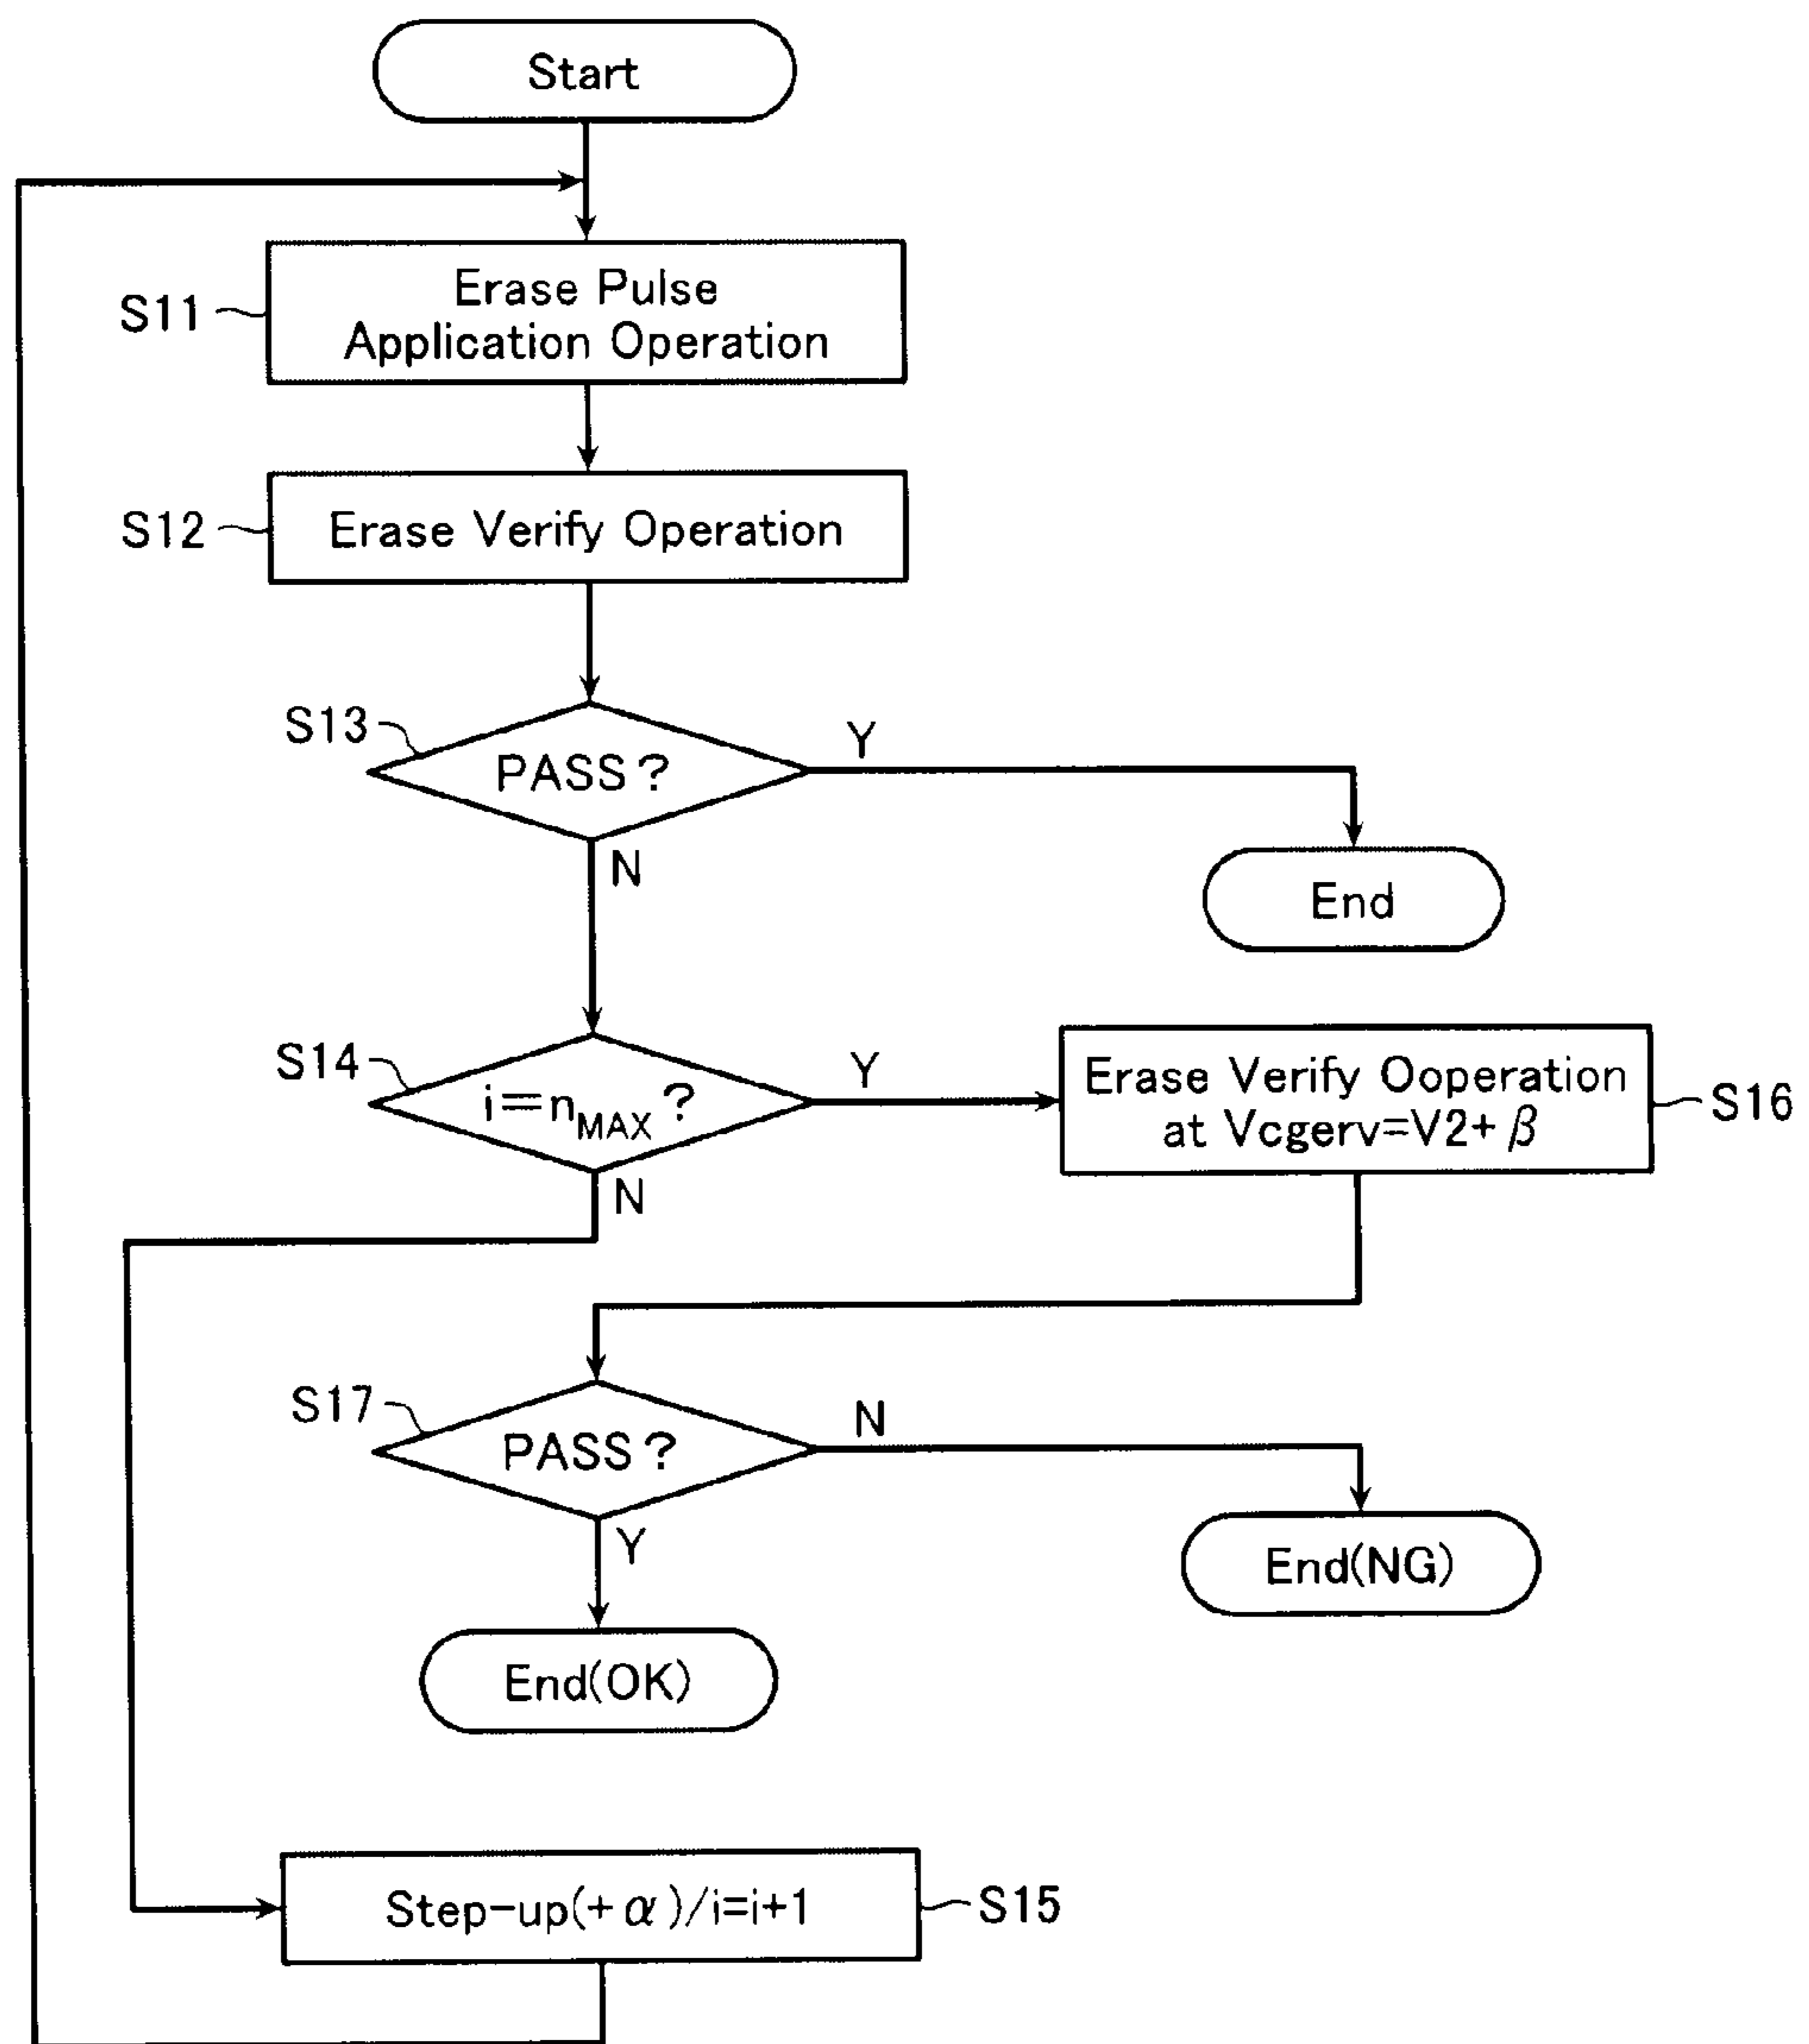 Start
S11
Erase Pulse
Application Operation
S12
Erase Verify Operation
S13
PASS?
Y
N
End
S14
i=n_MAX?
Y
N
Erase Verify Ooperation
at Vcgerv=V2+β
S16
S17
PASS?
N
Y
End(NG)
End(OK)
Step-up(+α)/i=i+1
S15